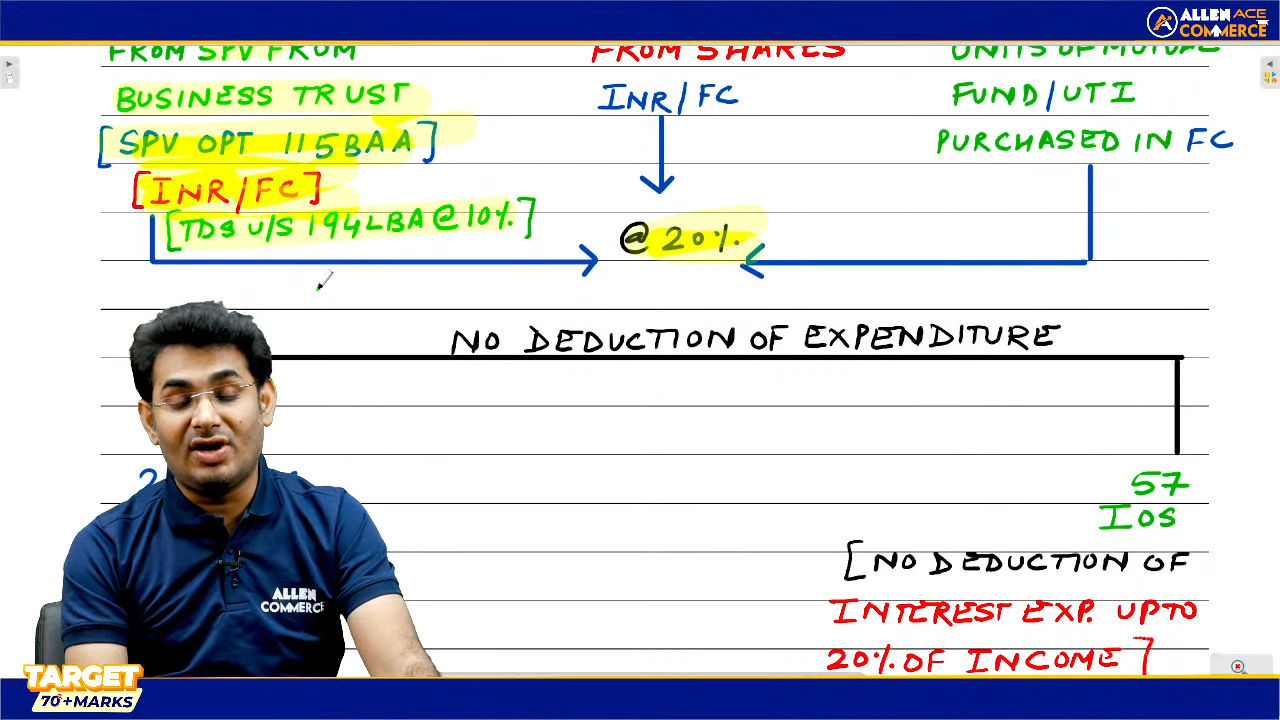 ALLEN ACE
COMMERCE
FROM SPV FROM
BUSINESS TRUST
[SPV OPT 115BAA]
[INR/FC]
[TDS U/S 194LBA@10%]
FROM SHARES
INR/FC
@ 20%
UNITS OF MUTUAL
FUND/UTI
PURCHASED IN FC
NO DEDUCTION OF EXPENDITURE
57
IOS
[NO DEDUCTION OF
INTEREST EXP. UPTO
20% OF INCOME]
ALLEN
COMMERCE
TARGET
70+MARKS